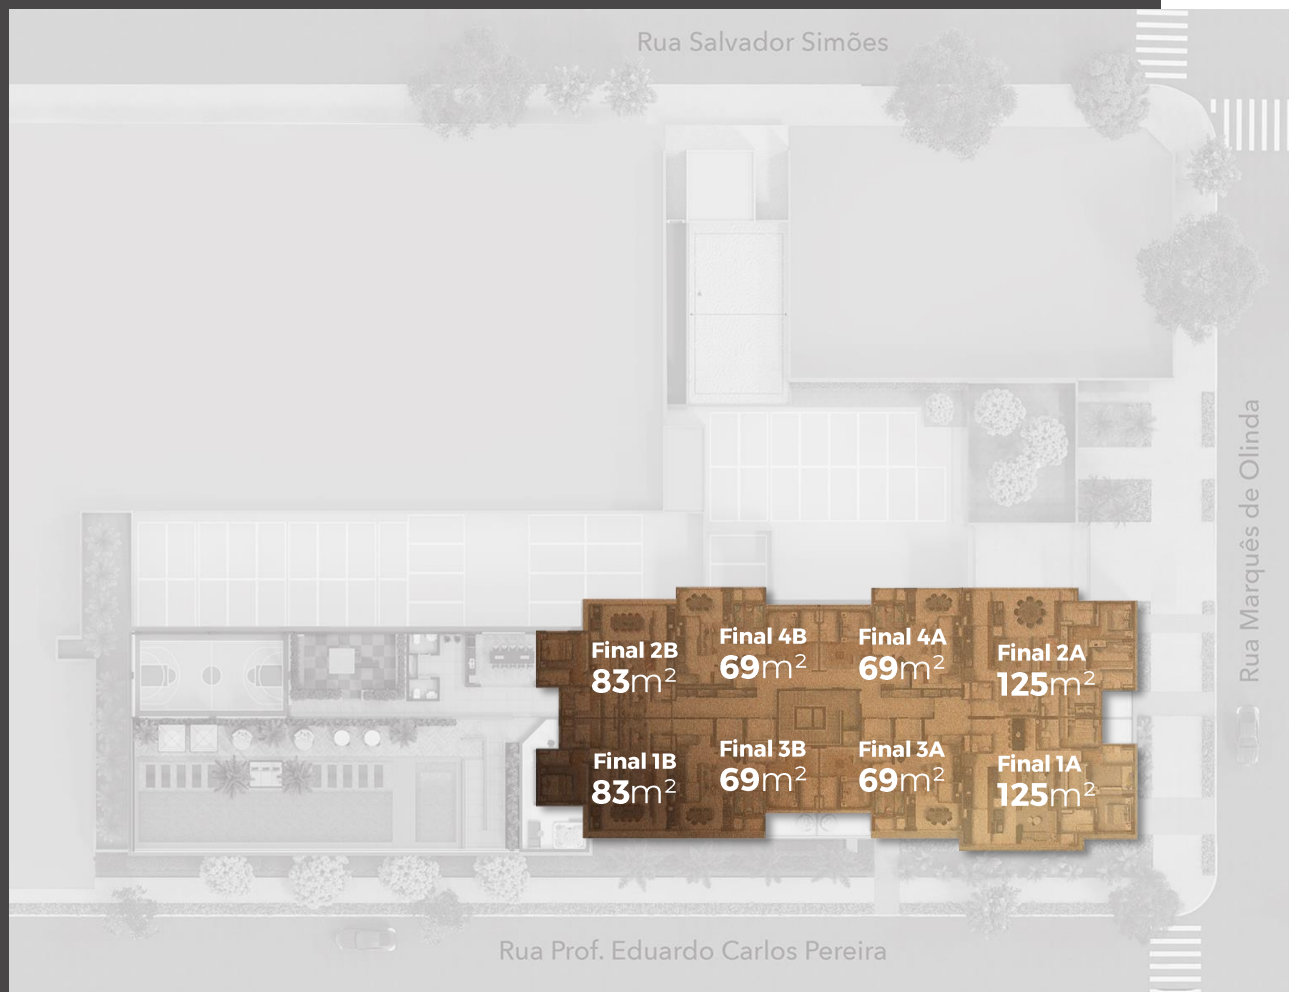 Rua Salvador Simões
Rua Marquês de Olinda
Final 2B
83m²
Final 4B
69m²
Final 4A
69m²
Final 2A
125m²
Final 1B
83m²
Final 3B
69m²
Final 3A
69m²
Final 1A
125m²
Rua Prof. Eduardo Carlos Pereira